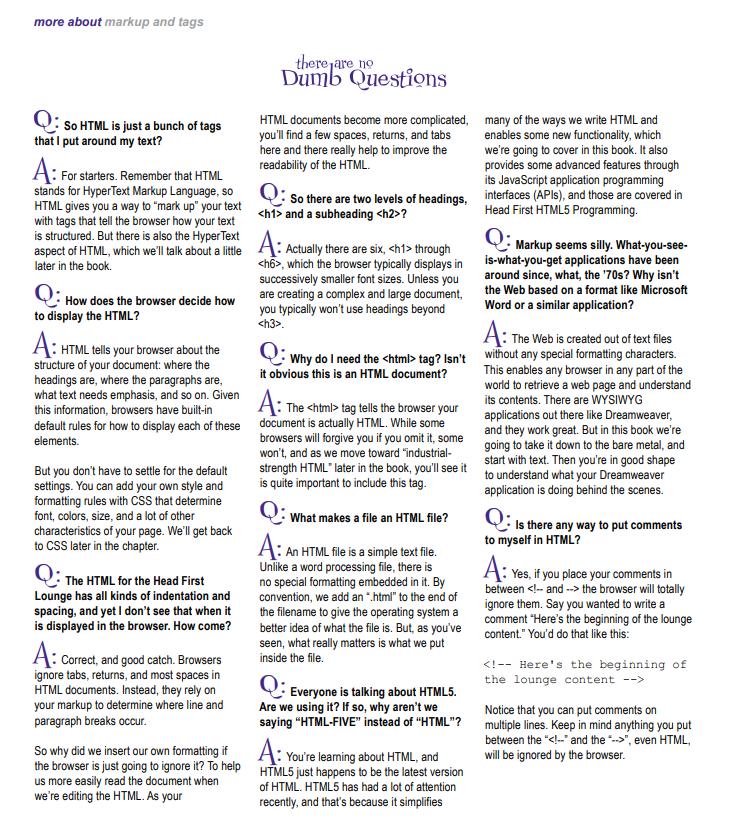 more about markup and tags
there are no
Dumb Questions
Q: So HTML is just a bunch of tags
that I put around my text?
A: For starters. Remember that HTML
stands for HyperText Markup Language, so
HTML gives you a way to “mark up” your text
with tags that tell the browser how your text
is structured. But there is also the HyperText
aspect of HTML, which we’ll talk about a little
later in the book.
Q: How does the browser decide how
to display the HTML?
A: HTML tells your browser about the
structure of your document: where the
headings are, where the paragraphs are,
what text needs emphasis, and so on. Given
this information, browsers have built-in
default rules for how to display each of these
elements.
But you don’t have to settle for the default
settings. You can add your own style and
formatting rules with CSS that determine
font, colors, size, and a lot of other
characteristics of your page. We’ll get back
to CSS later in the chapter.
Q: The HTML for the Head First
Lounge has all kinds of indentation and
spacing, and yet I don’t see that when it
is displayed in the browser. How come?
A: Correct, and good catch. Browsers
ignore tabs, returns, and most spaces in
HTML documents. Instead, they rely on
your markup to determine where line and
paragraph breaks occur.
So why did we insert our own formatting if
the browser is just going to ignore it? To help
us more easily read the document when
we’re editing the HTML. As your
HTML documents become more complicated,
you’ll find a few spaces, returns, and tabs
here and there really help to improve the
readability of the HTML.
Q: So there are two levels of headings,
<h1> and a subheading <h2>?
A: Actually there are six, <h1> through
<h6>, which the browser typically displays in
successively smaller font sizes. Unless you
are creating a complex and large document,
you typically won’t use headings beyond
<h3>.
Q: Why do I need the <html> tag? Isn’t
it obvious this is an HTML document?
A: The <html> tag tells the browser your
document is actually HTML. While some
browsers will forgive you if you omit it, some
won’t, and as we move toward “industrial-
strength HTML” later in the book, you’ll see it
is quite important to include this tag.
Q: What makes a file an HTML file?
A: An HTML file is a simple text file.
Unlike a word processing file, there is
no special formatting embedded in it. By
convention, we add an “.html” to the end of
the filename to give the operating system a
better idea of what the file is. But, as you’ve
seen, what really matters is what we put
inside the file.
Q: Everyone is talking about HTML5.
Are we using it? If so, why aren’t we
saying “HTML-FIVE” instead of “HTML”?
A: You’re learning about HTML, and
HTML5 just happens to be the latest version
of HTML. HTML5 has had a lot of attention
recently, and that’s because it simplifies
many of the ways we write HTML and
enables some new functionality, which
we’re going to cover in this book. It also
provides some advanced features through
its JavaScript application programming
interfaces (APIs), and those are covered in
Head First HTML5 Programming.
Q: Markup seems silly. What-you-see-
is-what-you-get applications have been
around since, what, the ’70s? Why isn’t
the Web based on a format like Microsoft
Word or a similar application?
A: The Web is created out of text files
without any special formatting characters.
This enables any browser in any part of the
world to retrieve a web page and understand
its contents. There are WYSIWYG
applications out there like Dreamweaver,
and they work great. But in this book we’re
going to take it down to the bare metal, and
start with text. Then you’re in good shape
to understand what your Dreamweaver
application is doing behind the scenes.
Q: Is there any way to put comments
to myself in HTML?
A: Yes, if you place your comments in
between <!-- and --> the browser will totally
ignore them. Say you wanted to write a
comment “Here’s the beginning of the lounge
content.” You’d do that like this:
<!-- Here's the beginning of
the lounge content -->
Notice that you can put comments on
multiple lines. Keep in mind anything you put
between the “<!--” and the “-->”, even HTML,
will be ignored by the browser.